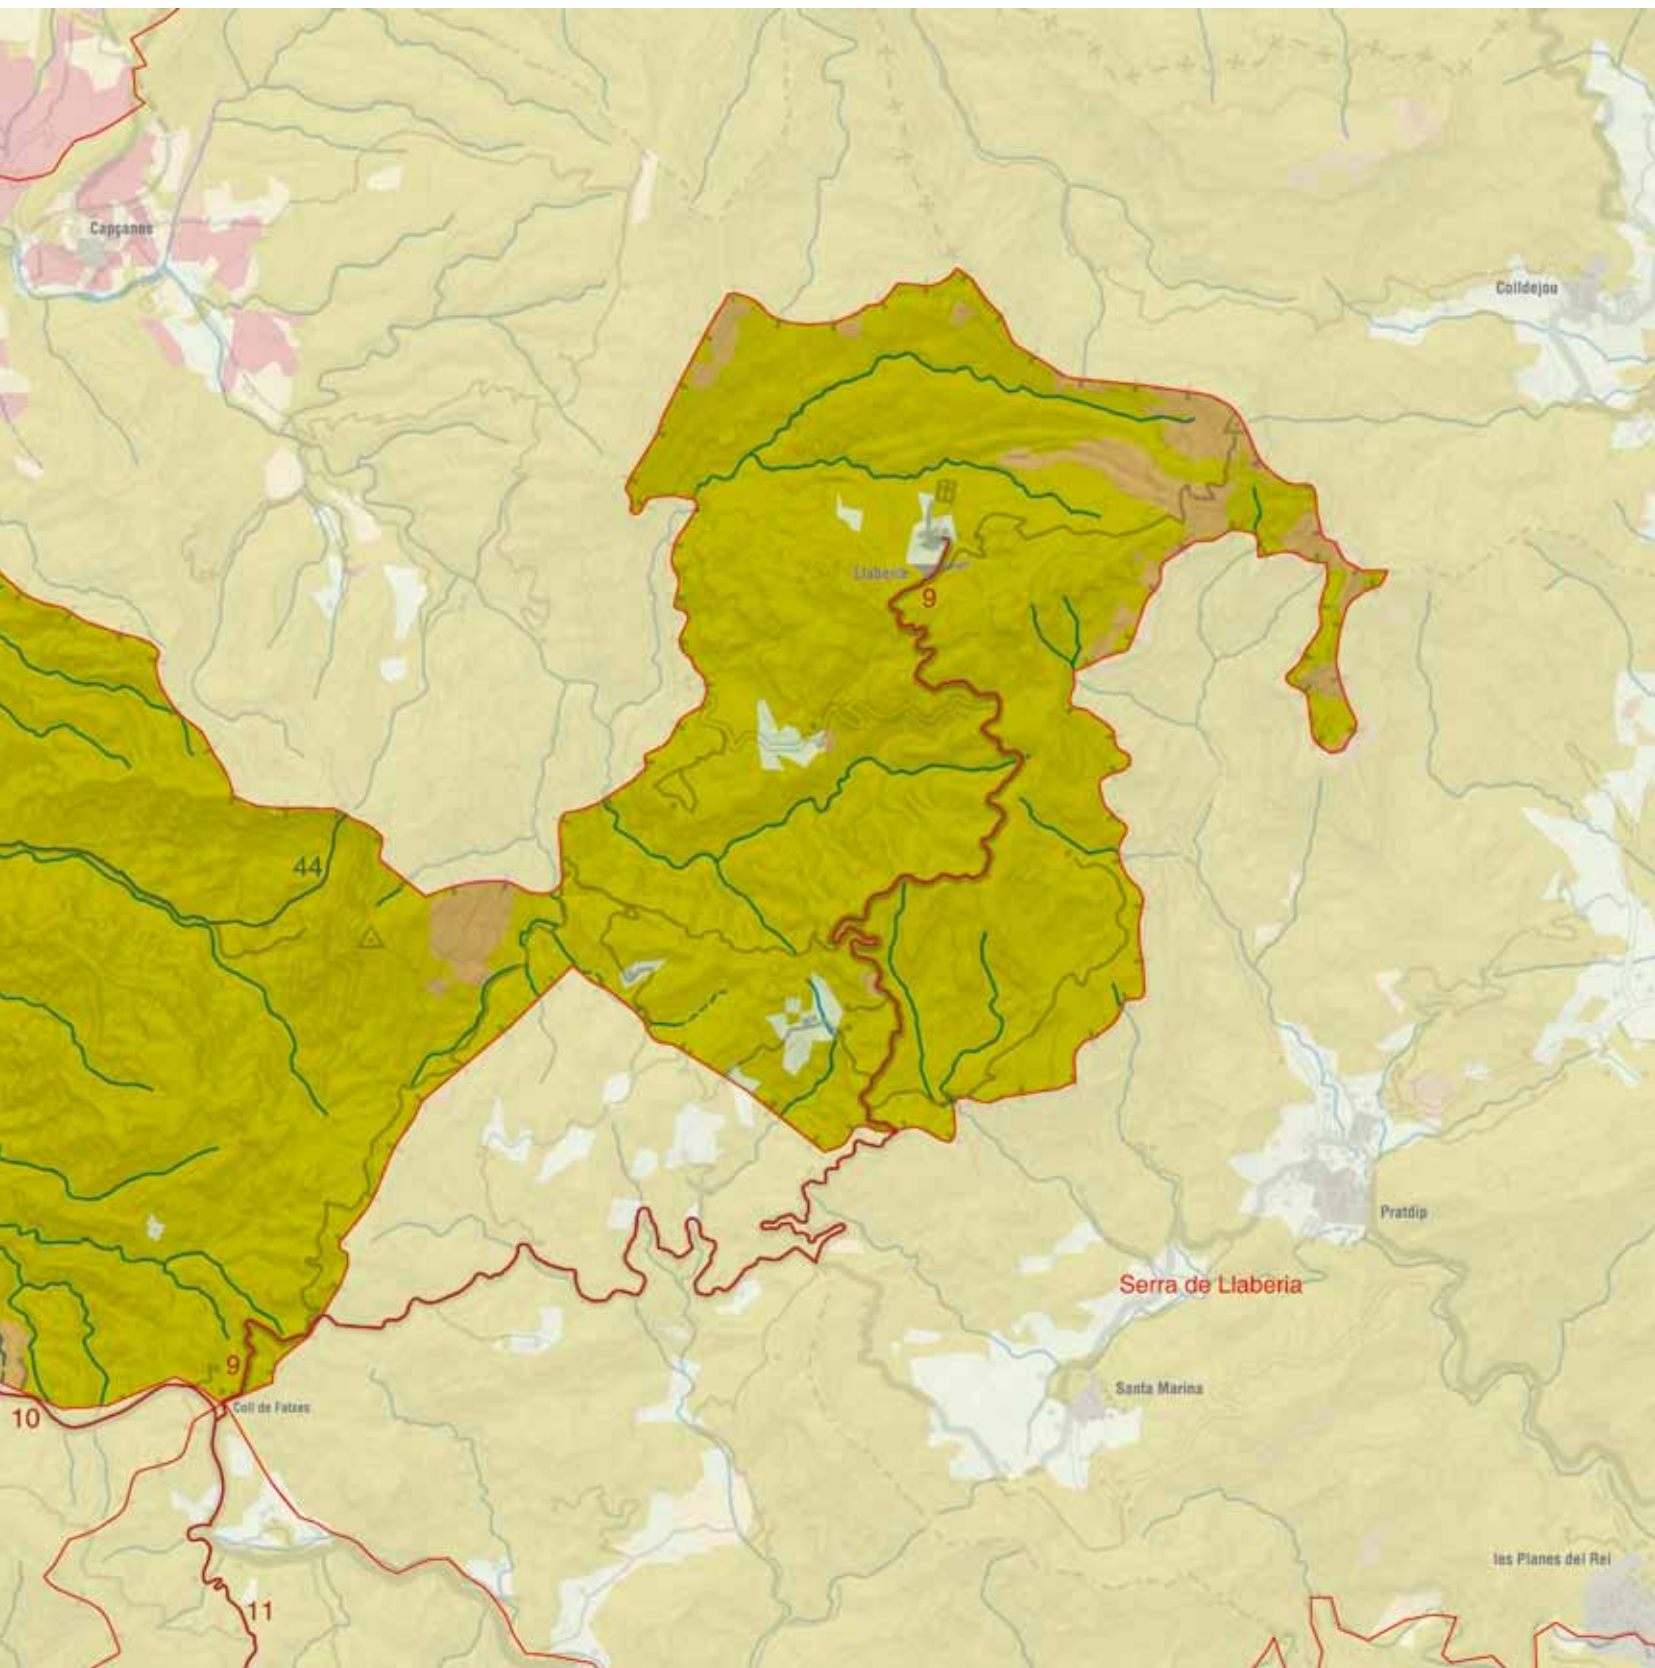 Capçanes
Colldejou
Llaberia
9
44
Pratdip
Serra de Llaberia
9
Santa Marina
10
Coll de Fatxes
les Planes del Rei
11